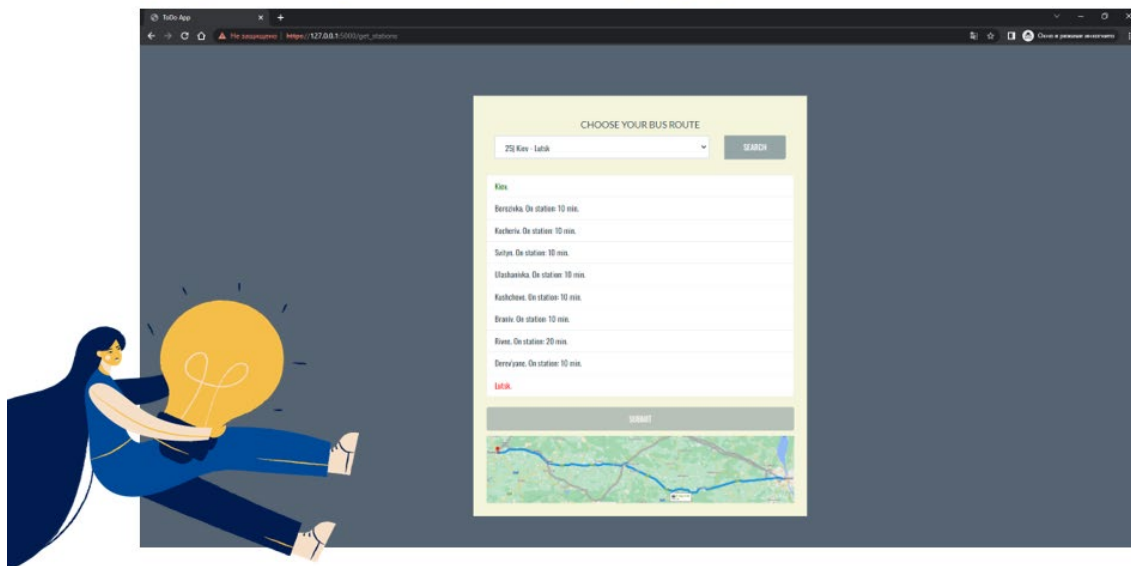 ToDo App
Не защищено | https://127.0.0.1:5000/get_stations
Окно в режиме инкогнито
CHOOSE YOUR BUS ROUTE
25| Kiev - Lutsk
SEARCH
Kiev.
Berezivka. On station: 10 min.
Kocheriv. On station: 10 min.
Svityn. On station: 10 min.
Ulashanivka. On station: 10 min.
On station: 10 min.
Braniv. On station: 10 min.
Rivne. On station: 20 min.
Derev'yane. On station: 10 min.
Lutsk.
SUBMIT